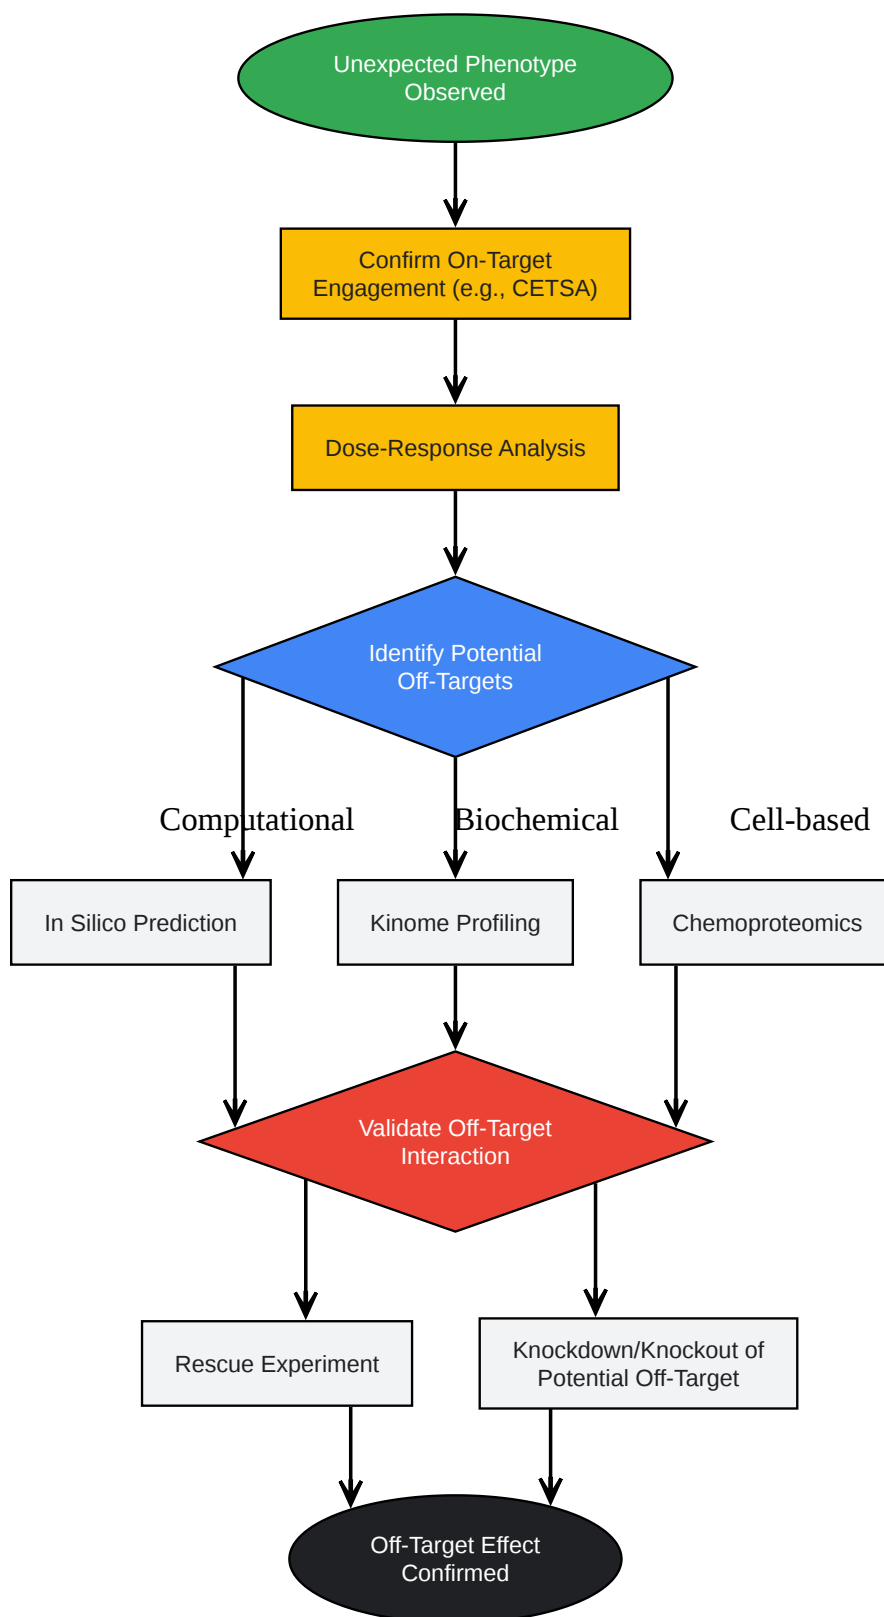 Unexpected Phenotype
Observed
Confirm On-Target
Engagement (e.g., CETSA)
Dose-Response Analysis
Identify Potential
Off-Targets
Computational
Biochemical
Cell-based
In Silico Prediction
Kinome Profiling
Chemoproteomics
Validate Off-Target
Interaction
Rescue Experiment
Knockdown/Knockout of
Potential Off-Target
Off-Target Effect
Confirmed